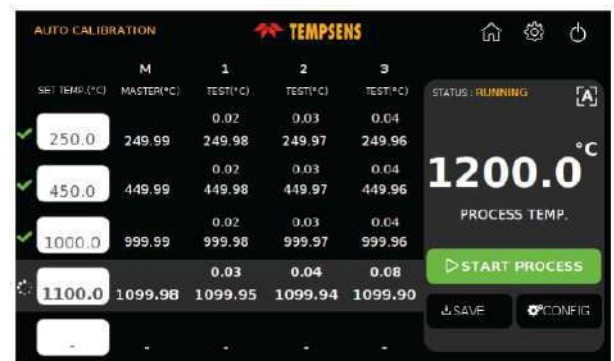 AUTO CALIBRATION
TEMPSENS
M 1 2 3
SET TEMP.(°C) MASTER(°C) TEST(°C) TEST(°C) TEST(°C)
0.02 0.03 0.04
250.0 249.99 249.98 249.97 249.96
0.02 0.03 0.04
450.0 449.99 449.98 449.97 449.96
0.02 0.03 0.04
1000.0 999.99 999.98 999.97 999.96
0.03 0.04 0.08
1100.0 1099.98 1099.95 1099.94 1099.90
- - - - -
STATUS : RUNNING [A]
1200.0 °C
PROCESS TEMP.
START PROCESS
SAVE CONFIG